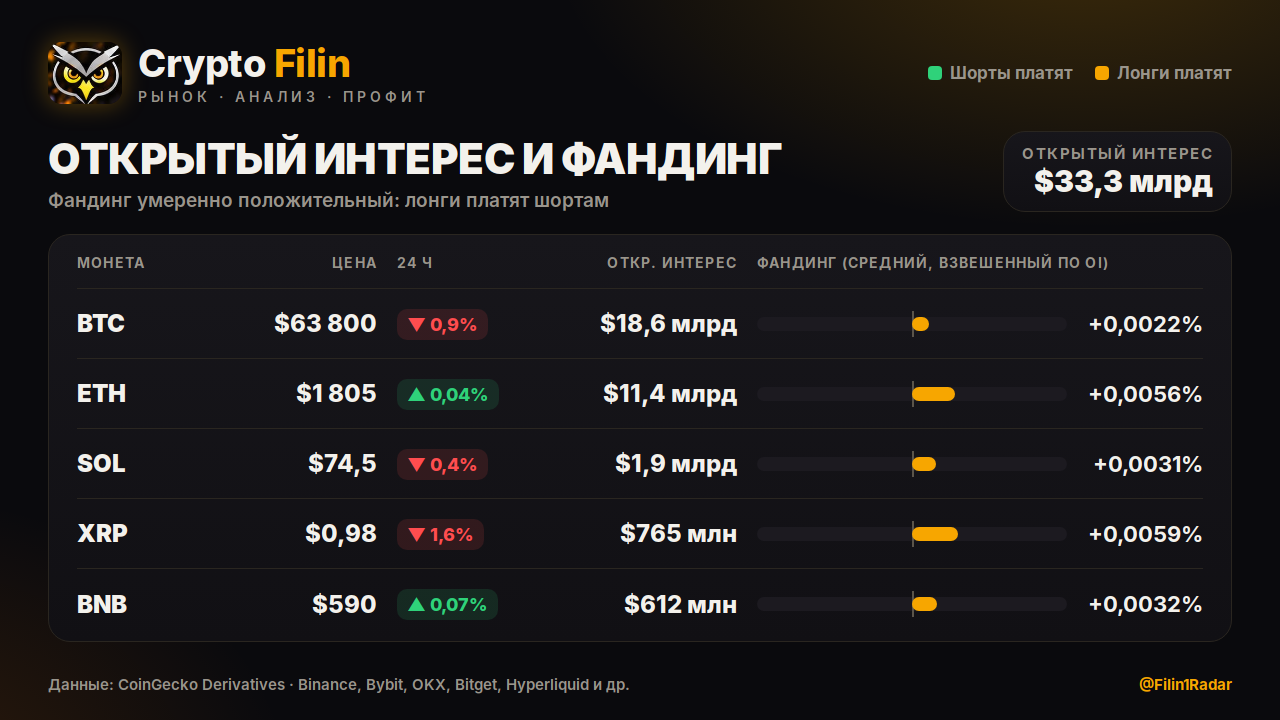 Crypto Filin
РЫНОК · АНАЛИЗ · ПРОФИТ
Шорты платят Лонги платят
ОТКРЫТЫЙ ИНТЕРЕС И ФАНДИНГ
Фандинг умеренно положительный: лонги платят шортам
ОТКРЫТЫЙ ИНТЕРЕС
$33,3 млрд
МОНЕТА ЦЕНА 24 Ч ОТКР. ИНТЕРЕС ФАНДИНГ (СРЕДНИЙ, ВЗВЕШЕННЫЙ ПО OI)
BTC $63 800 ▼ 0,9% $18,6 млрд +0,0022%
ETH $1 805 ▲ 0,04% $11,4 млрд +0,0056%
SOL $74,5 ▼ 0,4% $1,9 млрд +0,0031%
XRP $0,98 ▼ 1,6% $765 млн +0,0059%
BNB $590 ▲ 0,07% $612 млн +0,0032%
Данные: CoinGecko Derivatives · Binance, Bybit, OKX, Bitget, Hyperliquid и др.
@Filin1Radar